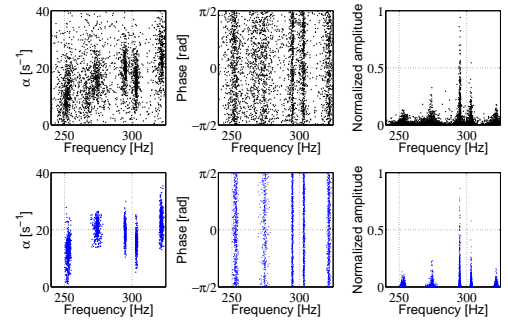 40
20
0
250
300
α [s⁻¹]
Frequency [Hz]
π/2
0
−π/2
250
300
Phase [rad]
Frequency [Hz]
1
0.5
0
250
300
Normalized amplitude
Frequency [Hz]
40
20
0
250
300
α [s⁻¹]
Frequency [Hz]
π/2
0
−π/2
250
300
Phase [rad]
Frequency [Hz]
1
0.5
0
250
300
Normalized amplitude
Frequency [Hz]